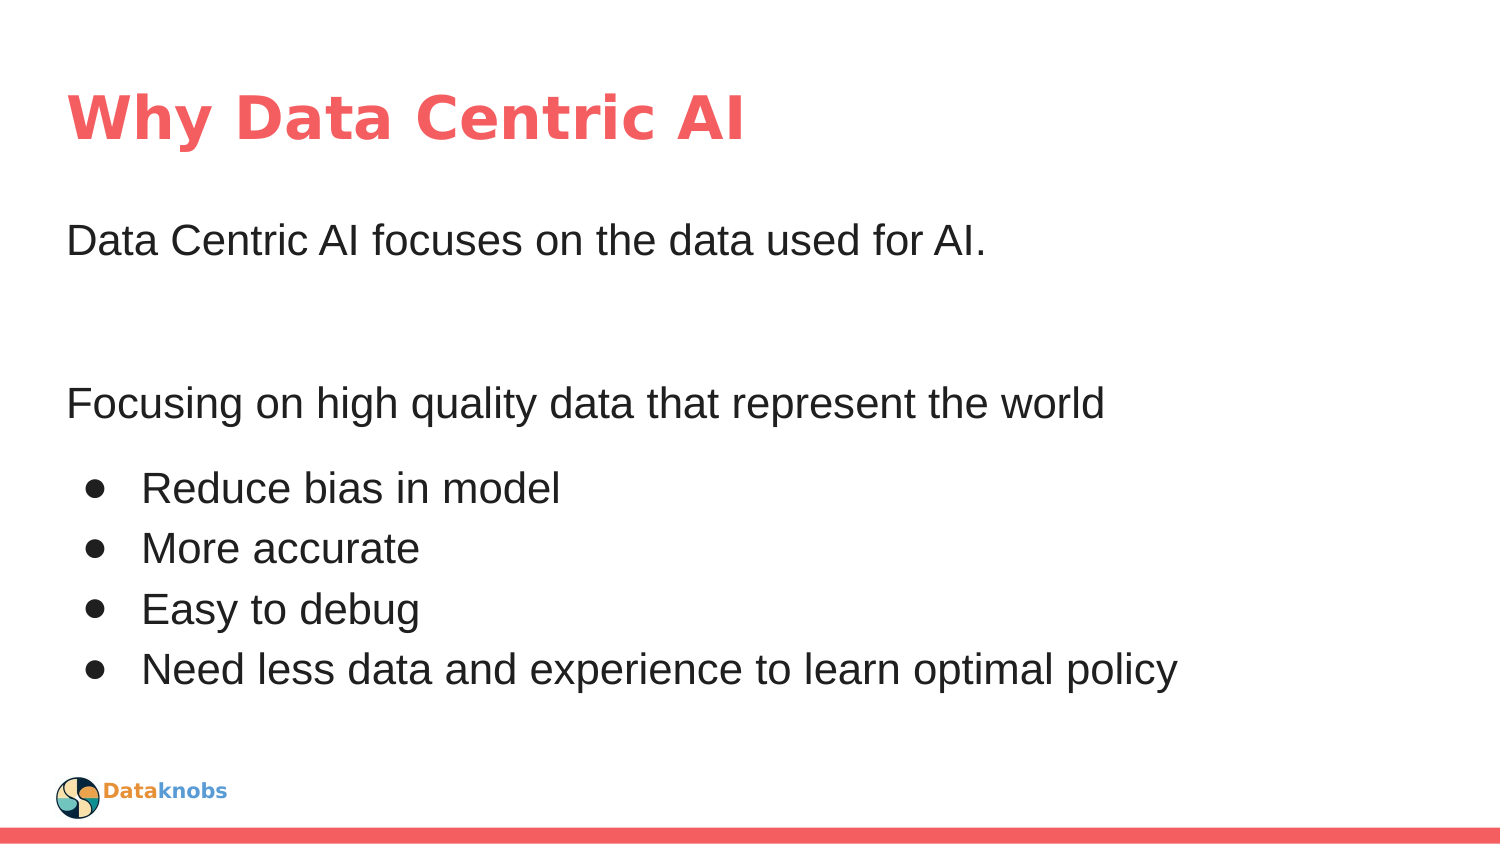 Why Data Centric AI
Data Centric AI focuses on the data used for AI.
Focusing on high quality data that represent the world
● Reduce bias in model
● More accurate
● Easy to debug
● Need less data and experience to learn optimal policy
Dataknobs